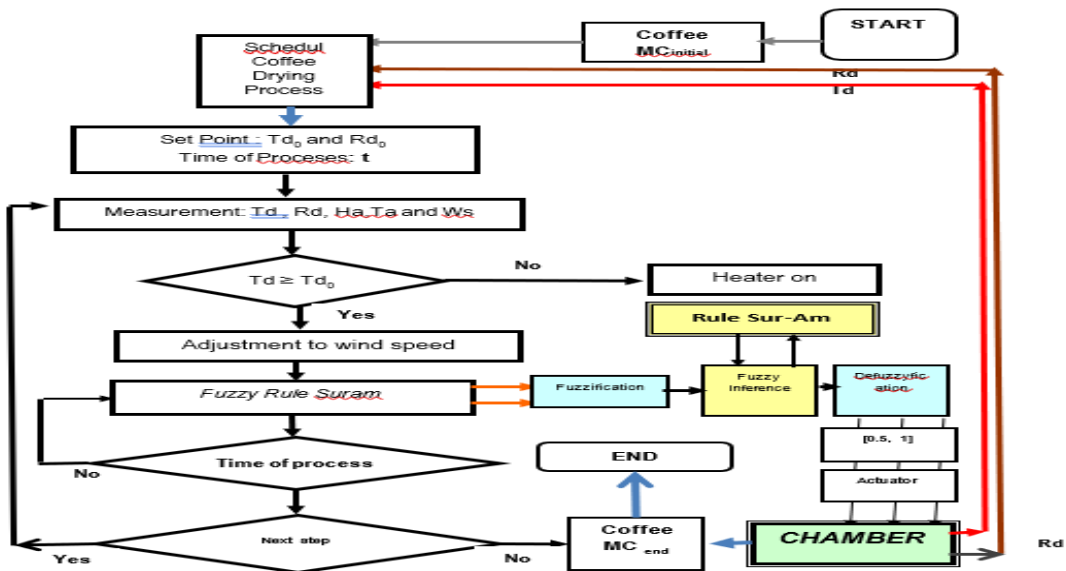 START
Coffee
MC initial
Schedul
Coffee
Drying
Process
Rd
Td
Set Point : Td0 and Rd0
Time of Proceses: t
Measurement: Td, Rd, Ha,Ta and Ws
Td ≥ Td0
No
Heater on
Yes
Rule Sur-Am
Adjustment to wind speed
Fuzzy Rule Suram
Fuzzification
Fuzzy
Inference
Defuzzyfic
ation
[0.5, 1]
No
Time of process
END
Actuator
Yes
Next step
No
Coffee
MC end
CHAMBER
Rd